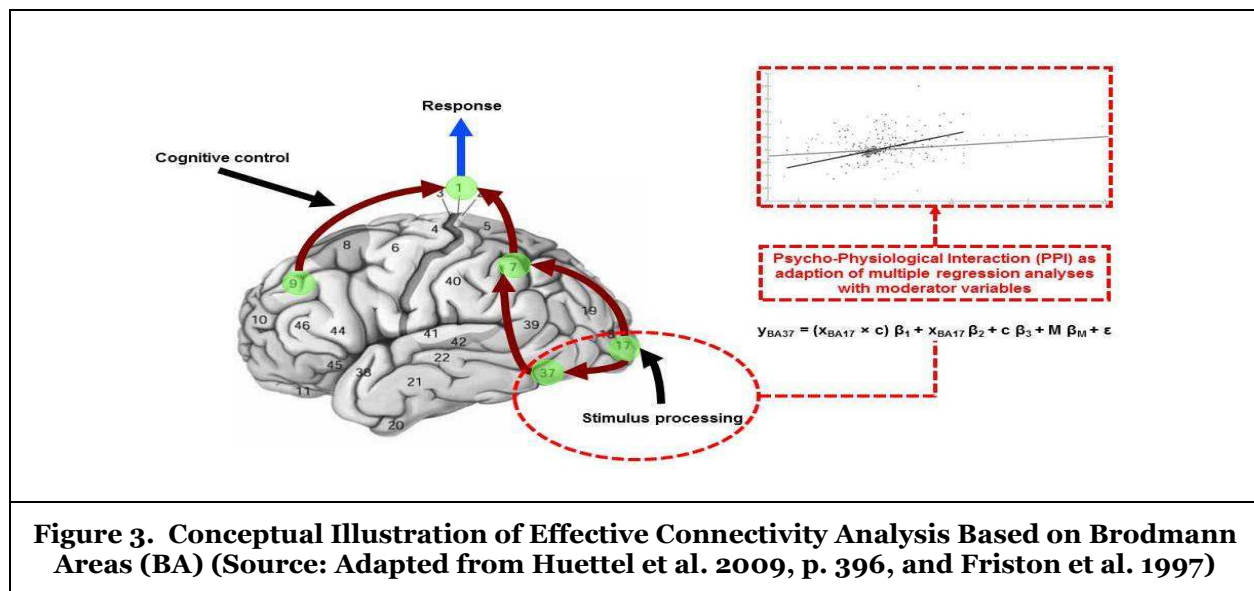 Response
Cognitive control
3 1 2
4
5
6
8
7
9
40
19
10
46
44
39
41
18
17
42
45
22
38
37
21
11
20
Stimulus processing
Psycho-Physiological Interaction (PPI) as
adaption of multiple regression analyses
with moderator variables
yBA37 = (xBA17 × c) β1 + xBA17 β2 + c β3 + M βM + ε
Figure 3. Conceptual Illustration of Effective Connectivity Analysis Based on Brodmann
Areas (BA) (Source: Adapted from Huettel et al. 2009, p. 396, and Friston et al. 1997)